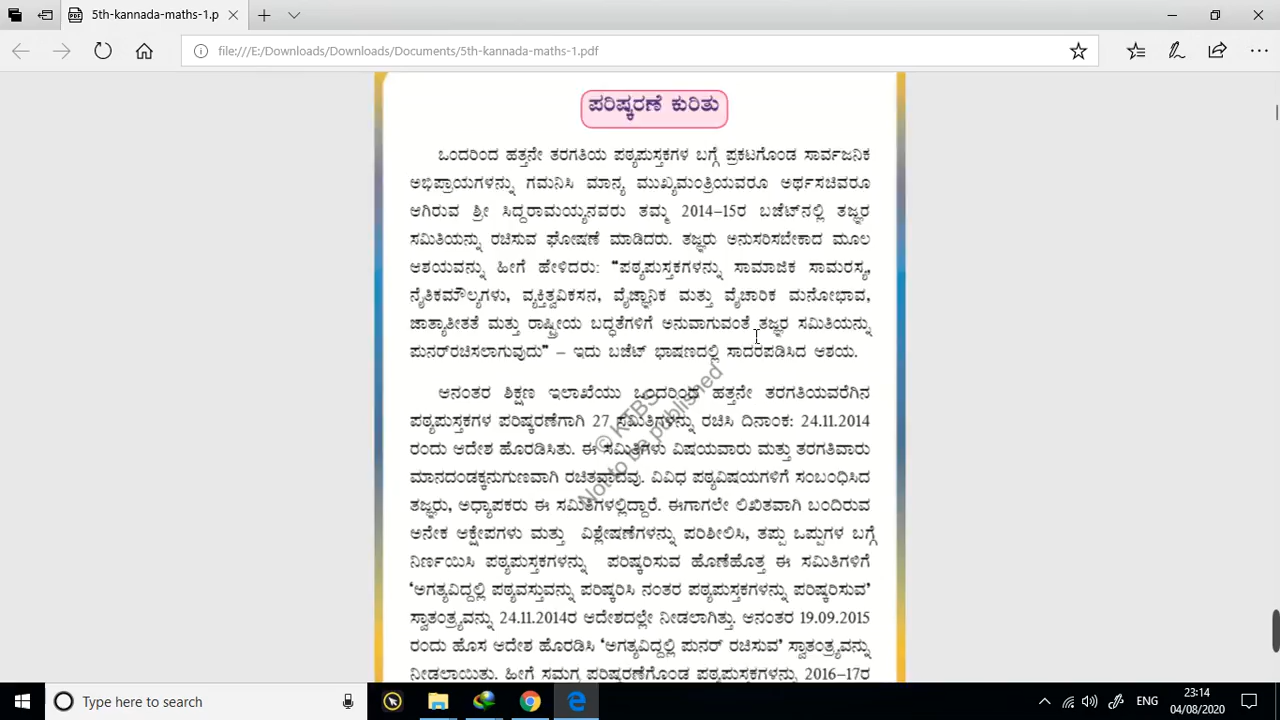 5th-kannada-maths-1.p
file:///E:/Downloads/Downloads/Documents/5th-kannada-maths-1.pdf
ಪರಿಷ್ಕರಣೆ ಕುರಿತು
ಒಂದರಿಂದ ಹತ್ತನೇ ತರಗತಿಯ ಪಠ್ಯಪುಸ್ತಕಗಳ ಬಗ್ಗೆ ಪ್ರಕಟಗೊಂಡ ಸಾರ್ವಜನಿಕ
ಅಭಿಪ್ರಾಯಗಳನ್ನು ಗಮನಿಸಿ ಮಾನ್ಯ ಮುಖ್ಯಮಂತ್ರಿಯವರೂ ಅರ್ಥಸಚಿವರೂ
ಆಗಿರುವ ಶ್ರೀ ಸಿದ್ದರಾಮಯ್ಯನವರು ತಮ್ಮ 2014–15ರ ಬಜೆಟ್‌ನಲ್ಲಿ ತಜ್ಞರ
ಸಮಿತಿಯನ್ನು ರಚಿಸುವ ಘೋಷಣೆ ಮಾಡಿದರು. ತಜ್ಞರು ಅನುಸರಿಸಬೇಕಾದ ಮೂಲ
ಆಶಯವನ್ನು ಹೀಗೆ ಹೇಳಿದರು: “ಪಠ್ಯಪುಸ್ತಕಗಳನ್ನು ಸಾಮಾಜಿಕ ಸಾಮರಸ್ಯ,
ನೈತಿಕಮೌಲ್ಯಗಳು, ವ್ಯಕ್ತಿತ್ವವಿಕಸನ, ವೈಜ್ಞಾನಿಕ ಮತ್ತು ವೈಚಾರಿಕ ಮನೋಭಾವ,
ಜಾತ್ಯಾತೀತತೆ ಮತ್ತು ರಾಷ್ಟ್ರೀಯ ಬದ್ಧತೆಗಳಿಗೆ ಅನುವಾಗುವಂತೆ ತಜ್ಞರ ಸಮಿತಿಯನ್ನು
ಪುನರ್‌ರಚಿಸಲಾಗುವುದು” – ಇದು ಬಜೆಟ್ ಭಾಷಣದಲ್ಲಿ ಸಾದರಪಡಿಸಿದ ಆಶಯ.
ಆನಂತರ ಶಿಕ್ಷಣ ಇಲಾಖೆಯು ಒಂದರಿಂದ ಹತ್ತನೇ ತರಗತಿಯವರೆಗಿನ
ಪಠ್ಯಪುಸ್ತಕಗಳ ಪರಿಷ್ಕರಣೆಗಾಗಿ 27 ಸಮಿತಿಗಳನ್ನು ರಚಿಸಿ ದಿನಾಂಕ: 24.11.2014
ರಂದು ಆದೇಶ ಹೊರಡಿಸಿತು. ಈ ಸಮಿತಿಗಳು ವಿಷಯವಾರು ಮತ್ತು ತರಗತಿವಾರು
ಮಾನದಂಡಕ್ಕನುಗುಣವಾಗಿ ರಚಿತವಾದವು. ವಿವಿಧ ಪಠ್ಯವಿಷಯಗಳಿಗೆ ಸಂಬಂಧಿಸಿದ
ತಜ್ಞರು, ಅಧ್ಯಾಪಕರು ಈ ಸಮಿತಿಗಳಲ್ಲಿದ್ದಾರೆ. ಈಗಾಗಲೇ ಲಿಖಿತವಾಗಿ ಬಂದಿರುವ
ಅನೇಕ ಆಕ್ಷೇಪಗಳು ಮತ್ತು ವಿಶ್ಲೇಷಣೆಗಳನ್ನು ಪರಿಶೀಲಿಸಿ, ತಪ್ಪು ಒಪ್ಪುಗಳ ಬಗ್ಗೆ
ನಿರ್ಣಯಿಸಿ ಪಠ್ಯಪುಸ್ತಕಗಳನ್ನು ಪರಿಷ್ಕರಿಸುವ ಹೊಣೆಹೊತ್ತ ಈ ಸಮಿತಿಗಳಿಗೆ
‘ಅಗತ್ಯವಿದ್ದಲ್ಲಿ ಪಠ್ಯವಸ್ತುವನ್ನು ಪರಿಷ್ಕರಿಸಿ ನಂತರ ಪಠ್ಯಪುಸ್ತಕಗಳನ್ನು ಪರಿಷ್ಕರಿಸುವ’
ಸ್ವಾತಂತ್ರ್ಯವನ್ನು 24.11.2014ರ ಆದೇಶದಲ್ಲೇ ನೀಡಲಾಗಿತ್ತು. ಆನಂತರ 19.09.2015
ರಂದು ಹೊಸ ಆದೇಶ ಹೊರಡಿಸಿ ‘ಅಗತ್ಯವಿದ್ದಲ್ಲಿ ಪುನರ್ ರಚಿಸುವ’ ಸ್ವಾತಂತ್ರ್ಯವನ್ನು
ನೀಡಲಾಯಿತು. ಹೀಗೆ ಸಮಗ್ರ ಪರಿಷ್ಕರಣೆಗೊಂಡ ಪಠ್ಯಪುಸ್ತಕಗಳನ್ನು 2016–17ರ
© KTBS
Not to be published
Type here to search
ENG
23:14
04/08/2020